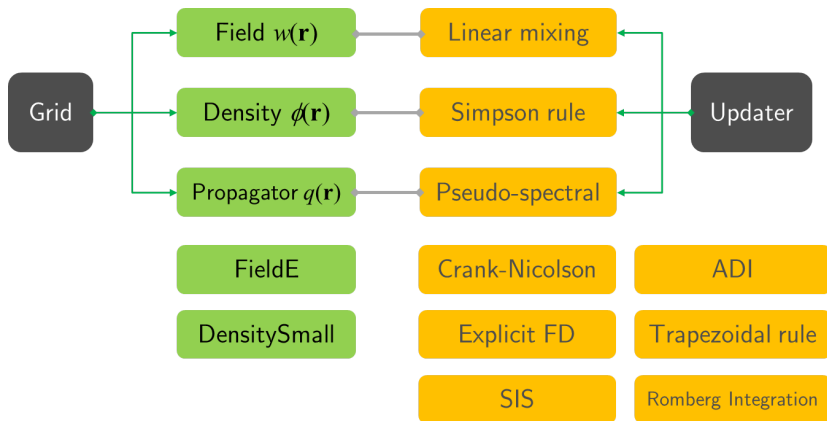 Field w(r)
Linear mixing
Grid
Density ϕ(r)
Simpson rule
Updater
Propagator q(r)
Pseudo-spectral
FieldE
Crank-Nicolson
ADI
DensitySmall
Explicit FD
Trapezoidal rule
SIS
Romberg Integration